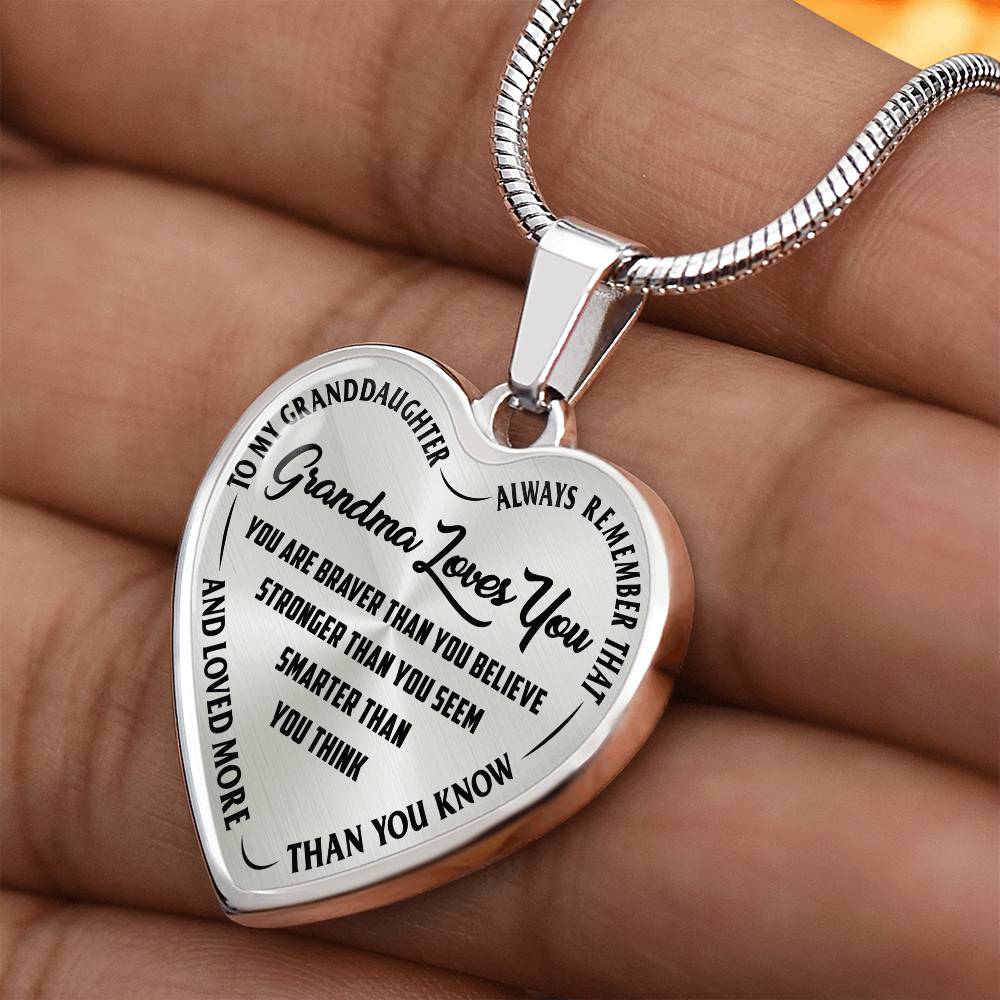 TO MY GRANDDAUGHTER
ALWAYS REMEMBER THAT
Grandma Loves You
YOU ARE BRAVER THAN YOU BELIEVE
STRONGER THAN YOU SEEM
SMARTER THAN
YOU THINK
AND LOVED MORE
THAN YOU KNOW